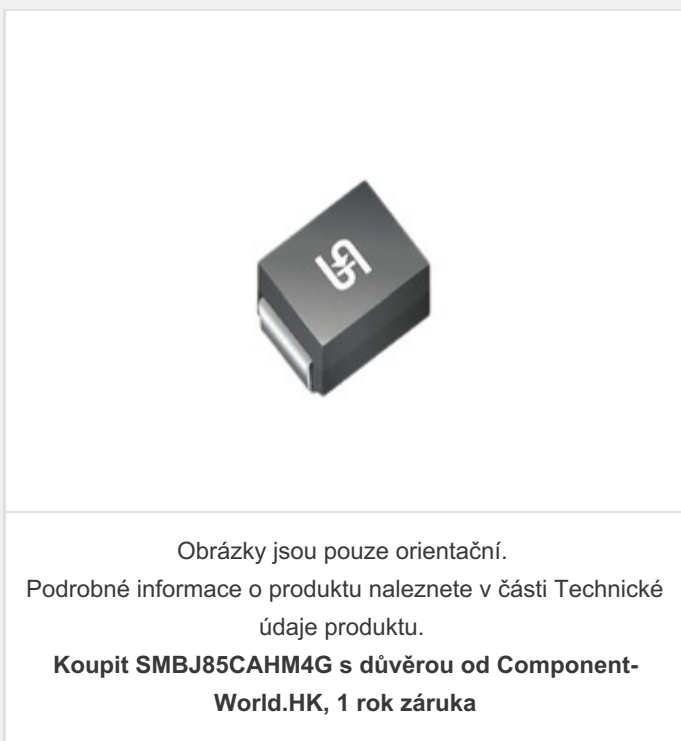 Obrázky jsou pouze orientační.
Podrobné informace o produktu naleznete v části Technické
údaje produktu.
Koupit SMBJ85CAHM4G s důvěrou od Component-
World.HK, 1 rok záruka